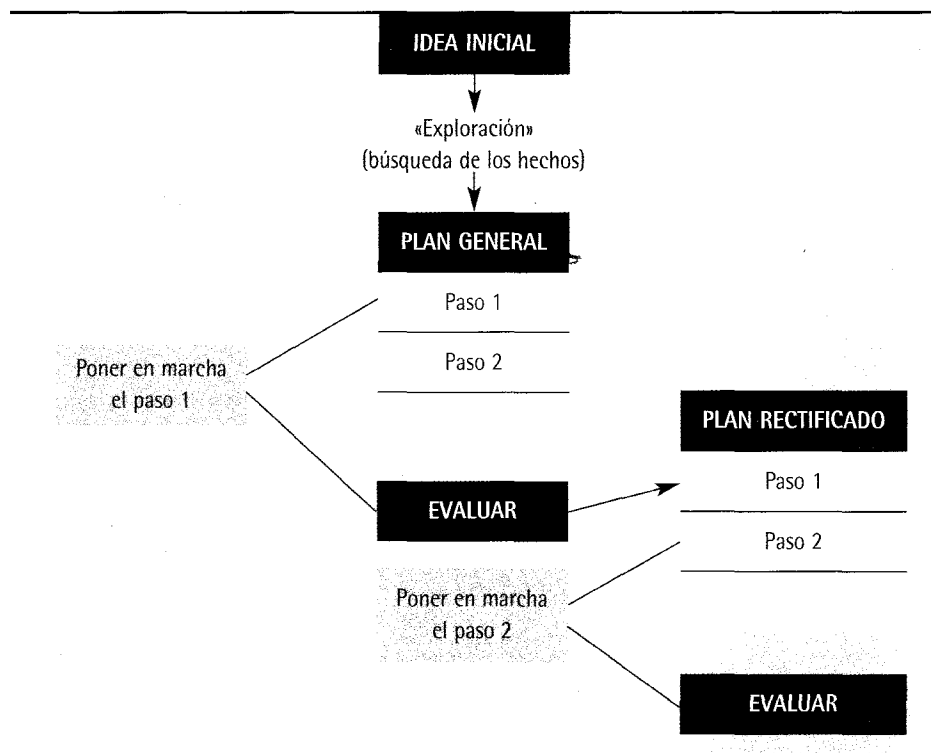 IDEA INICIAL
«Exploración»
(búsqueda de los hechos)
PLAN GENERAL
Paso 1
Paso 2
Poner en marcha
el paso 1
EVALUAR
PLAN RECTIFICADO
Paso 1
Paso 2
Poner en marcha
el paso 2
EVALUAR